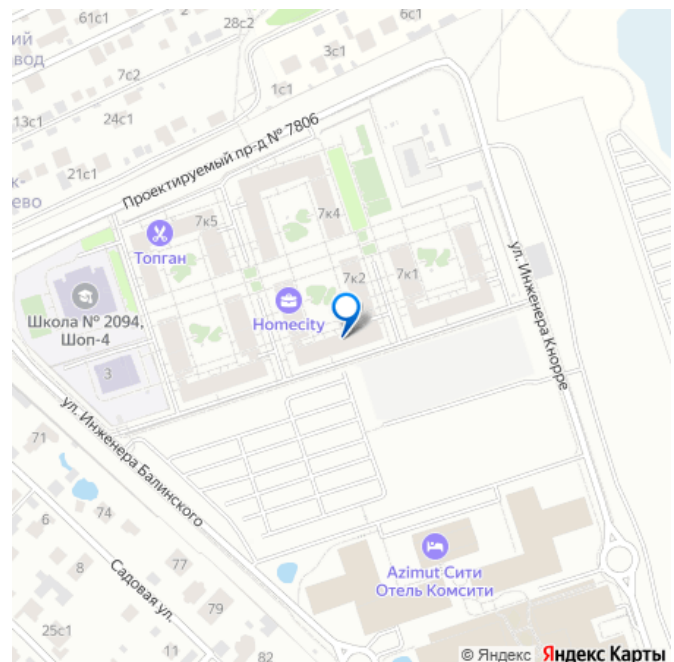 61с1
2
28с2
6с1
ий
вод
3с1
7с2
1с1
13с1
24с1
Проектируемый пр-д № 7806
21с1
к-
ево
7к4
7к5
Топган
7к2
7к1
ул. Инженера Кнорре
Homecity
Школа № 2094,
Шоп-4
3
ул. Инженера Балинского
71
74
6
77
8
Садовая ул.
79
Azimut Сити
Отель Комсити
25с1
11
82
© Яндекс Яндекс Карты